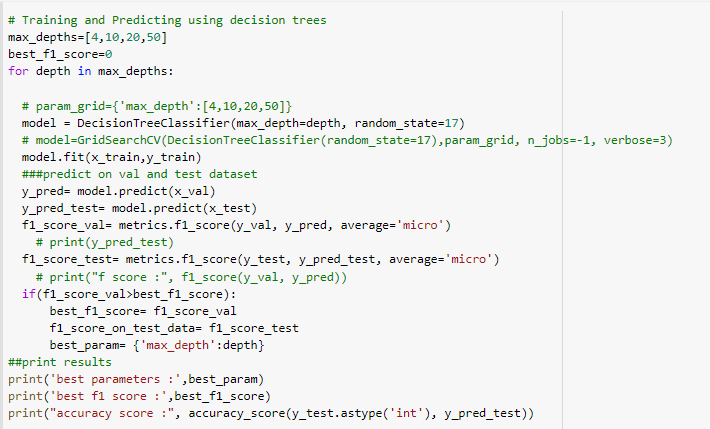 # Training and Predicting using decision trees
max_depths=[4,10,20,50]
best_f1_score=0
for depth in max_depths:
# param_grid={'max_depth':[4,10,20,50]}
model = DecisionTreeClassifier(max_depth=depth, random_state=17)
# model=GridSearchCV(DecisionTreeClassifier(random_state=17),param_grid, n_jobs=-1, verbose=3)
model.fit(x_train,y_train)
###predict on val and test dataset
y_pred= model.predict(x_val)
y_pred_test= model.predict(x_test)
f1_score_val= metrics.f1_score(y_val, y_pred, average='micro')
# print(y_pred_test)
f1_score_test= metrics.f1_score(y_test, y_pred_test, average='micro')
# print("f score :", f1_score(y_val, y_pred))
if(f1_score_val>best_f1_score):
best_f1_score= f1_score_val
f1_score_on_test_data= f1_score_test
best_param= {'max_depth':depth}
##print results
print('best parameters :',best_param)
print('best f1 score :',best_f1_score)
print("accuracy score :", accuracy_score(y_test.astype('int'), y_pred_test))